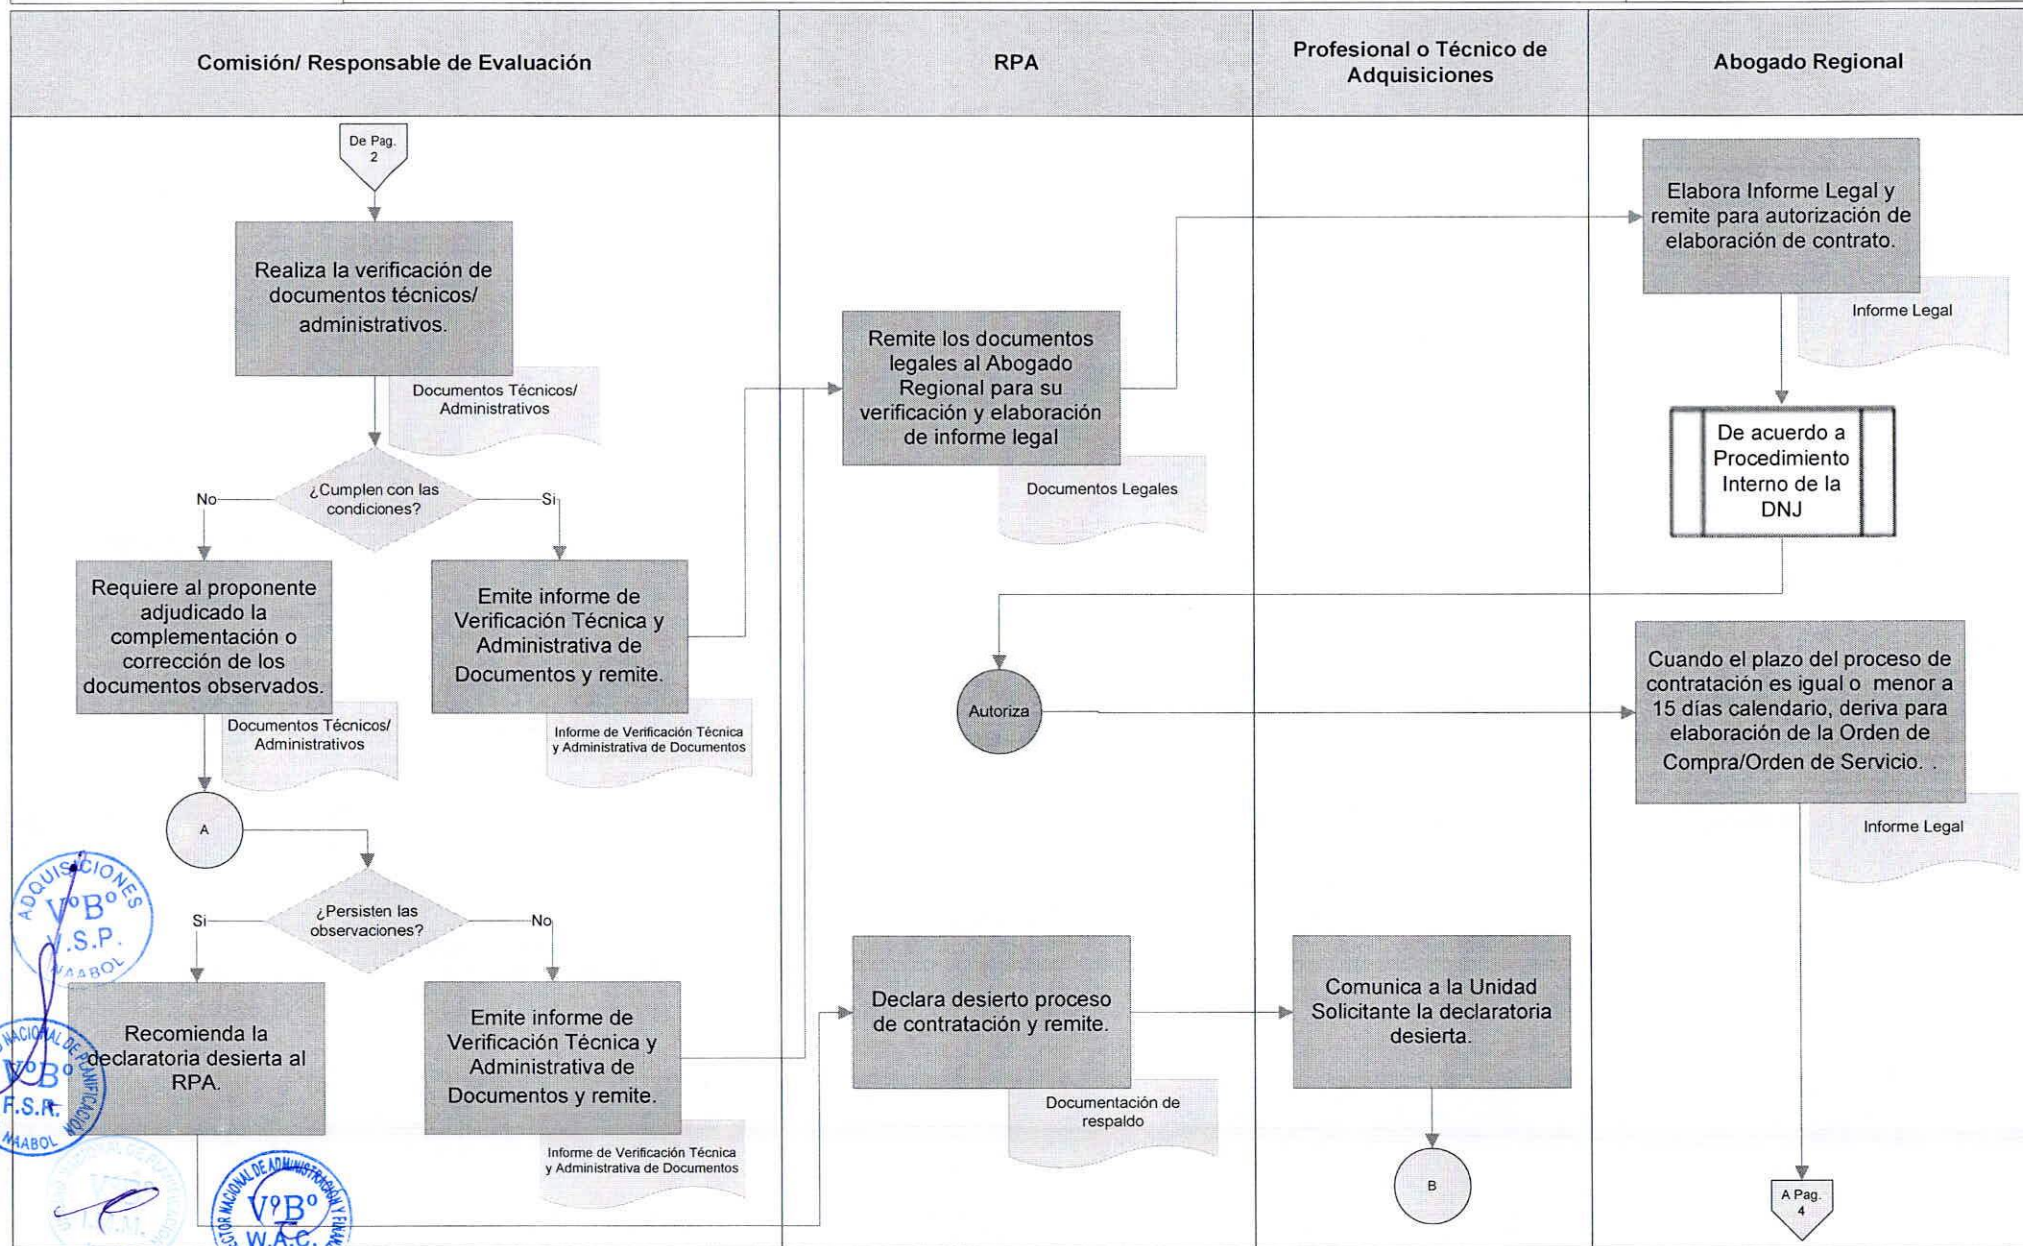 Comisión/ Responsable de Evaluación
RPA
Profesional o Técnico de
Adquisiciones
Abogado Regional
De Pag.
2
Realiza la verificación de
documentos técnicos/
administrativos.
Documentos Técnicos/
Administrativos
¿Cumplen con las
condiciones?
No
Si
Requiere al proponente
adjudicado la
complementación o
corrección de los
documentos observados.
Documentos Técnicos/
Administrativos
Emite informe de
Verificación Técnica y
Administrativa de
Documentos y remite.
Informe de Verificación Técnica
y Administrativa de Documentos
A
¿Persisten las
observaciones?
Si
No
Recomienda la
declaratoria desierta al
RPA.
Emite informe de
Verificación Técnica y
Administrativa de
Documentos y remite.
Informe de Verificación Técnica
y Administrativa de Documentos
Remite los documentos
legales al Abogado
Regional para su
verificación y elaboración
de informe legal
Documentos Legales
Autoriza
Declara desierto proceso
de contratación y remite.
Documentación de
respaldo
Comunica a la Unidad
Solicitante la declaratoria
desierta.
B
Elabora Informe Legal y
remite para autorización de
elaboración de contrato.
Informe Legal
De acuerdo a
Procedimiento
Interno de la
DNJ
Cuando el plazo del proceso de
contratación es igual o menor a
15 días calendario, deriva para
elaboración de la Orden de
Compra/Orden de Servicio. .
Informe Legal
A Pag.
4
ADQUISICIONES
VºBº
V.S.P.
NAABOL
NACIONAL DE PLANIFICACIÓN
VºBº
F.S.R.
NAABOL
NACIONAL DE ADMINISTRACIÓN Y
VºBº
W.A.C.